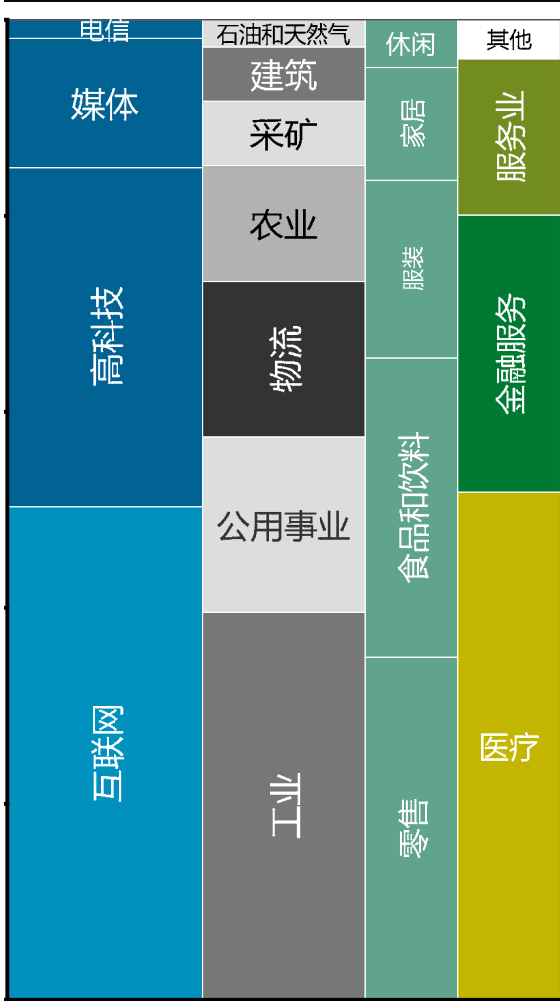 电信
媒体
高科技
互联网
石油和天然气
建筑
采矿
农业
物流
公用事业
工业
休闲
家居
服装
食品和饮料
零售
其他
服务业
金融服务
医疗